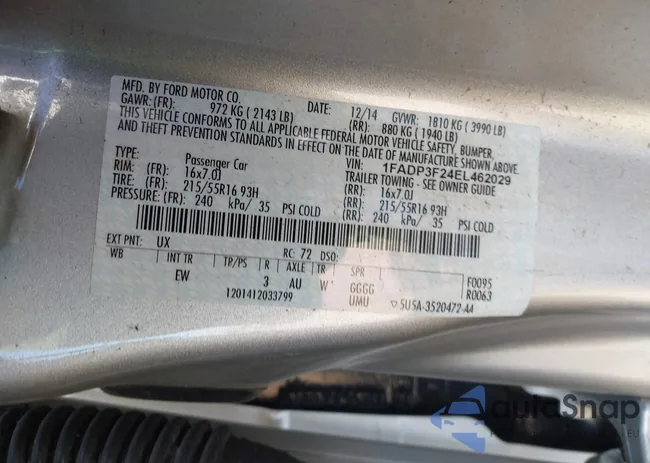 MFD. BY FORD MOTOR CO.
DATE: 12/14 GVWR: 1810 KG ( 3990 LB)
GAWR: (FR): 972 KG ( 2143 LB) (RR): 880 KG ( 1940 LB)
THIS VEHICLE CONFORMS TO ALL APPLICABLE FEDERAL MOTOR VEHICLE SAFETY, BUMPER,
AND THEFT PREVENTION STANDARDS IN EFFECT ON THE DATE OF MANUFACTURE SHOWN ABOVE.
VIN: 1FADP3F24EL462029
TYPE: Passenger Car TRAILER TOWING - SEE OWNER GUIDE
RIM: (FR): 16x7.0J (RR): 16x7.0J
TIRE: (FR): 215/55R16 93H (RR): 215/55R16 93H
PRESSURE: (FR): 240 kPa/ 35 PSI COLD (RR): 240 kPa/ 35 PSI COLD
EXT PNT: UX RC: 72 DSO:
WB INT TR TP/PS R AXLE TR SPR F0095
EW 3 AU W GGGG R0063
1201412033799 UMU ▽5U5A-3520472-AA
autoSnap
.EU